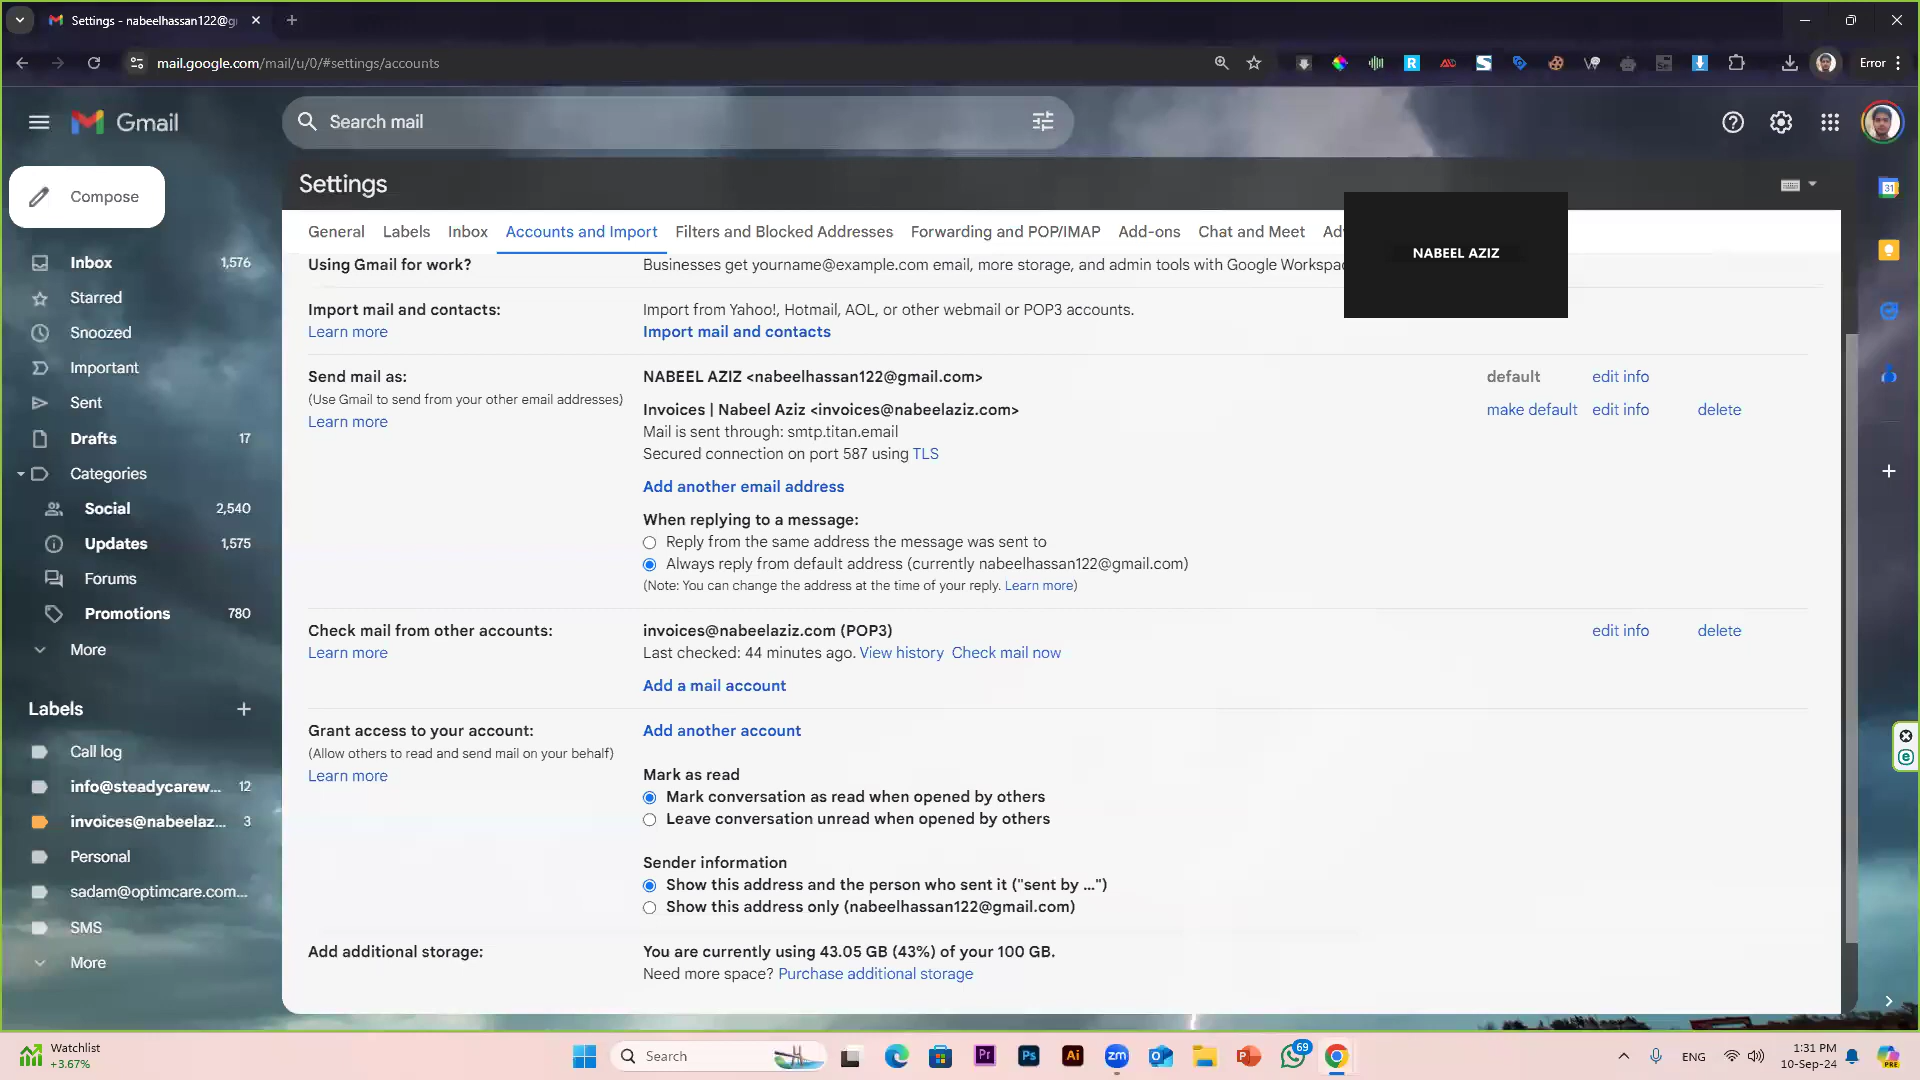 Settings - nabeelhassan122@g
mail.google.com/mail/u/0/#settings/accounts
Error
Gmail
Search mail
Compose
Inbox 1,576
Starred
Snoozed
Important
Sent
Drafts 17
Categories
Social 2,540
Updates 1,575
Forums
Promotions 780
More
Labels
Call log
info@steadycarew... 12
invoices@nabeelaz... 3
Personal
sadam@optimcare.com...
SMS
More
Settings
General Labels Inbox Accounts and Import Filters and Blocked Addresses Forwarding and POP/IMAP Add-ons Chat and Meet Ad
NABEEL AZIZ
Using Gmail for work? Businesses get yourname@example.com email, more storage, and admin tools with Google Workspac
Import mail and contacts: Import from Yahoo!, Hotmail, AOL, or other webmail or POP3 accounts.
Learn more Import mail and contacts
Send mail as: NABEEL AZIZ <nabeelhassan122@gmail.com> default edit info
(Use Gmail to send from your other email addresses)
Learn more
Invoices | Nabeel Aziz <invoices@nabeelaziz.com> make default edit info delete
Mail is sent through: smtp.titan.email
Secured connection on port 587 using TLS
Add another email address
When replying to a message:
Reply from the same address the message was sent to
Always reply from default address (currently nabeelhassan122@gmail.com)
(Note: You can change the address at the time of your reply. Learn more)
Check mail from other accounts: invoices@nabeelaziz.com (POP3) edit info delete
Learn more Last checked: 44 minutes ago. View history Check mail now
Add a mail account
Grant access to your account: Add another account
(Allow others to read and send mail on your behalf)
Learn more
Mark as read
Mark conversation as read when opened by others
Leave conversation unread when opened by others
Sender information
Show this address and the person who sent it ("sent by ...")
Show this address only (nabeelhassan122@gmail.com)
Add additional storage: You are currently using 43.05 GB (43%) of your 100 GB.
Need more space? Purchase additional storage
31
Watchlist
+3.67%
Search
Pr
Ps
Ai
zm
69
ENG
1:31 PM
10-Sep-24
PRE